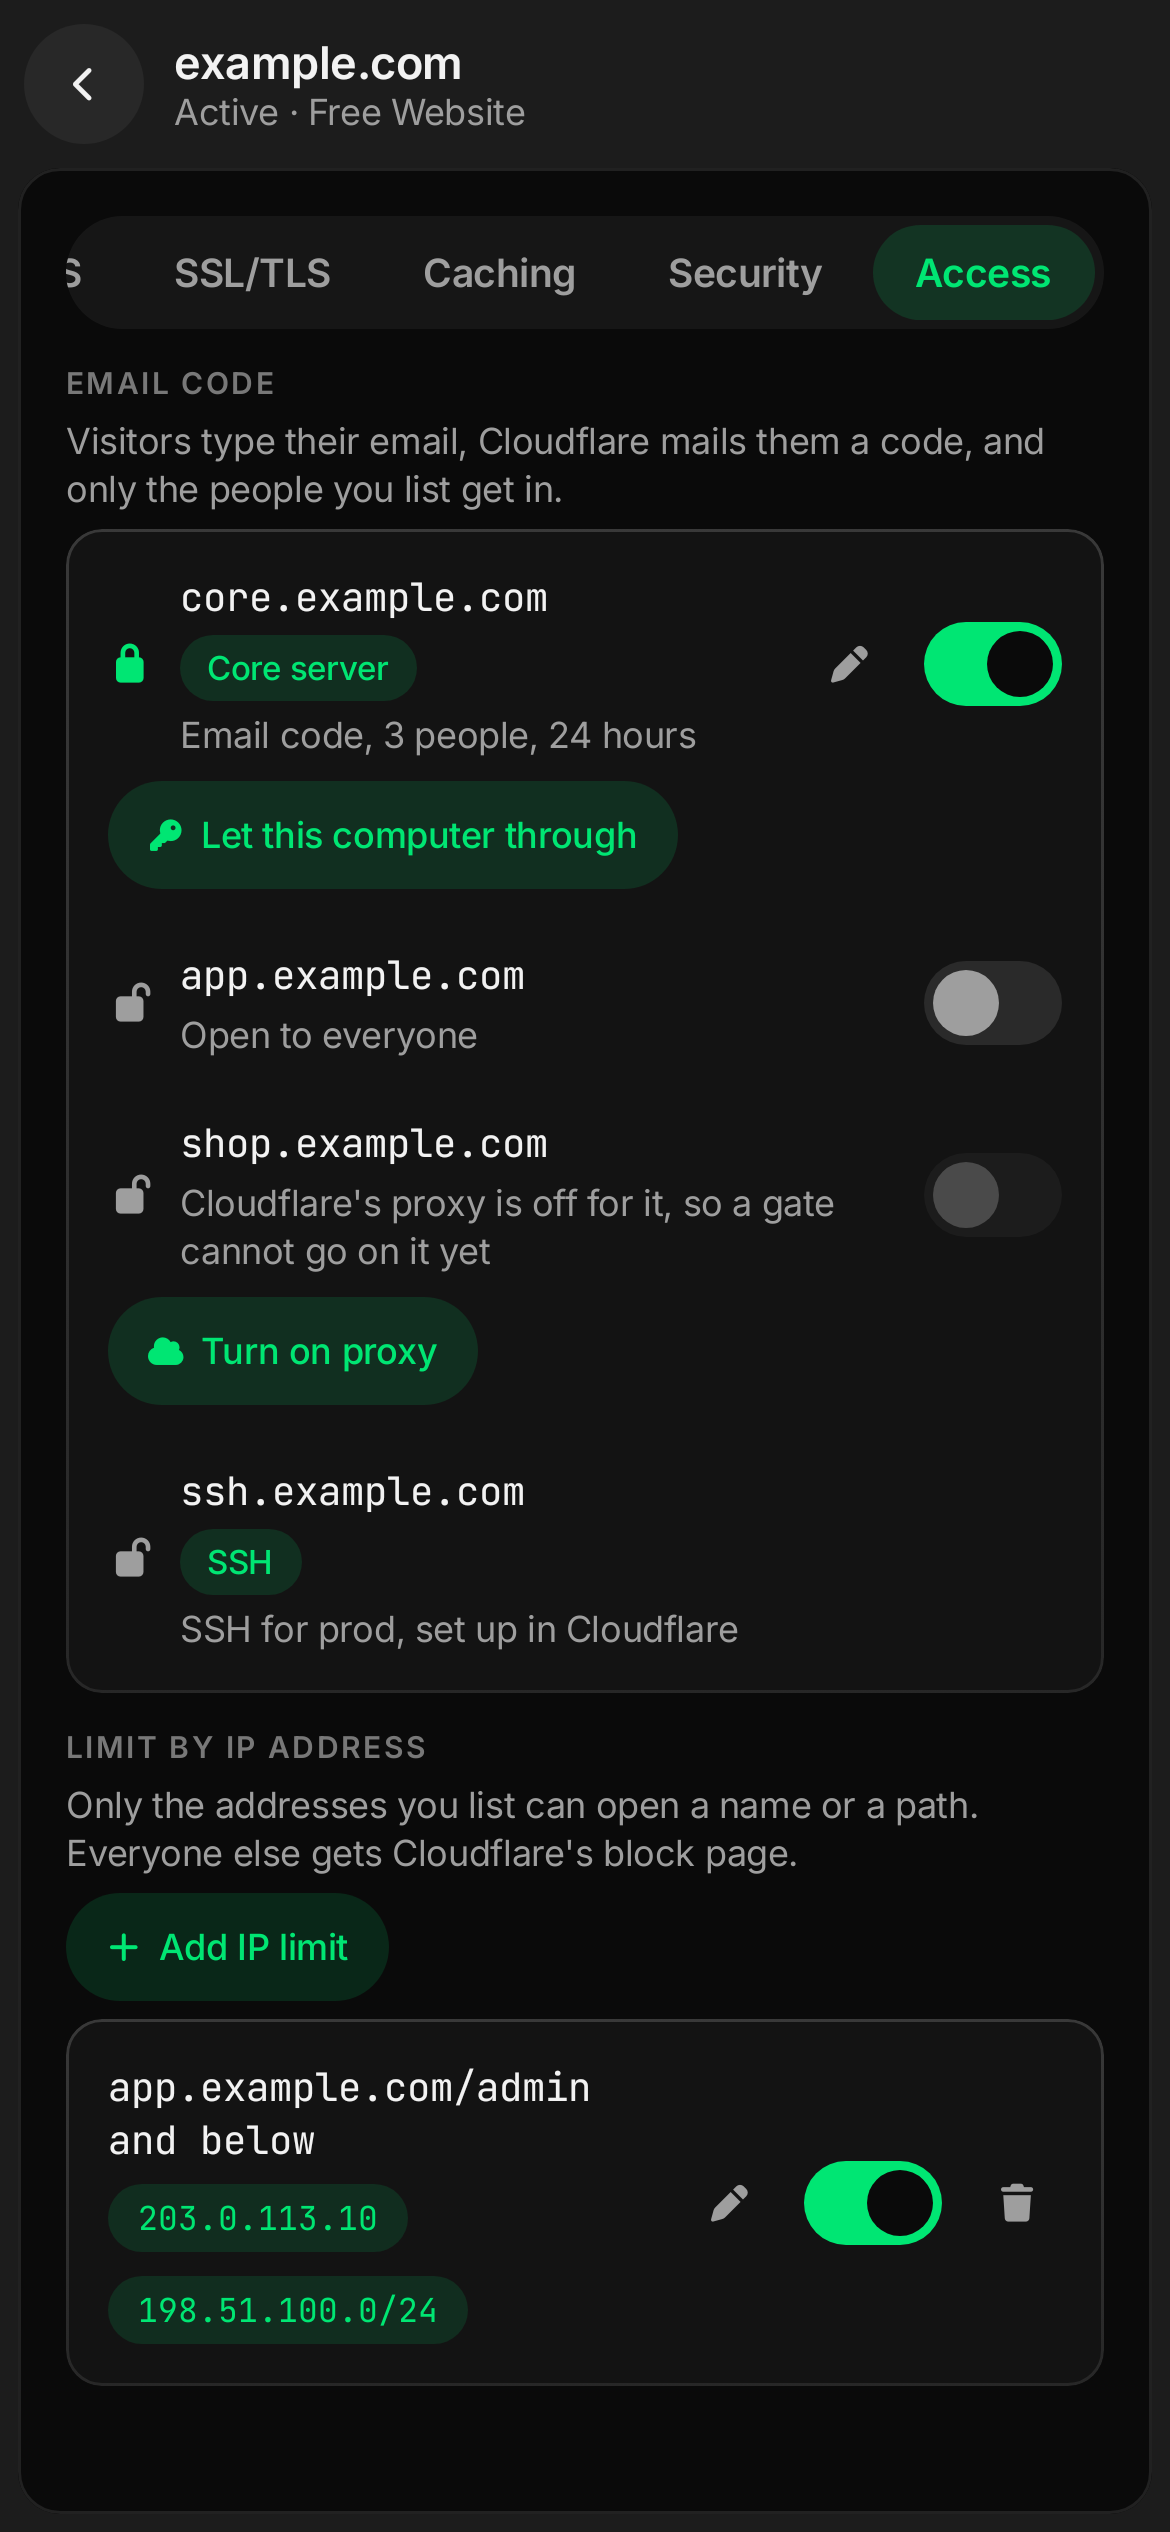 example.com
Active · Free Website
S SSL/TLS Caching Security Access
EMAIL CODE
Visitors type their email, Cloudflare mails them a code, and
only the people you list get in.
core.example.com
Core server
Email code, 3 people, 24 hours
Let this computer through
app.example.com
Open to everyone
shop.example.com
Cloudflare's proxy is off for it, so a gate
cannot go on it yet
Turn on proxy
ssh.example.com
SSH
SSH for prod, set up in Cloudflare
LIMIT BY IP ADDRESS
Only the addresses you list can open a name or a path.
Everyone else gets Cloudflare's block page.
Add IP limit
app.example.com/admin
and below
203.0.113.10
198.51.100.0/24